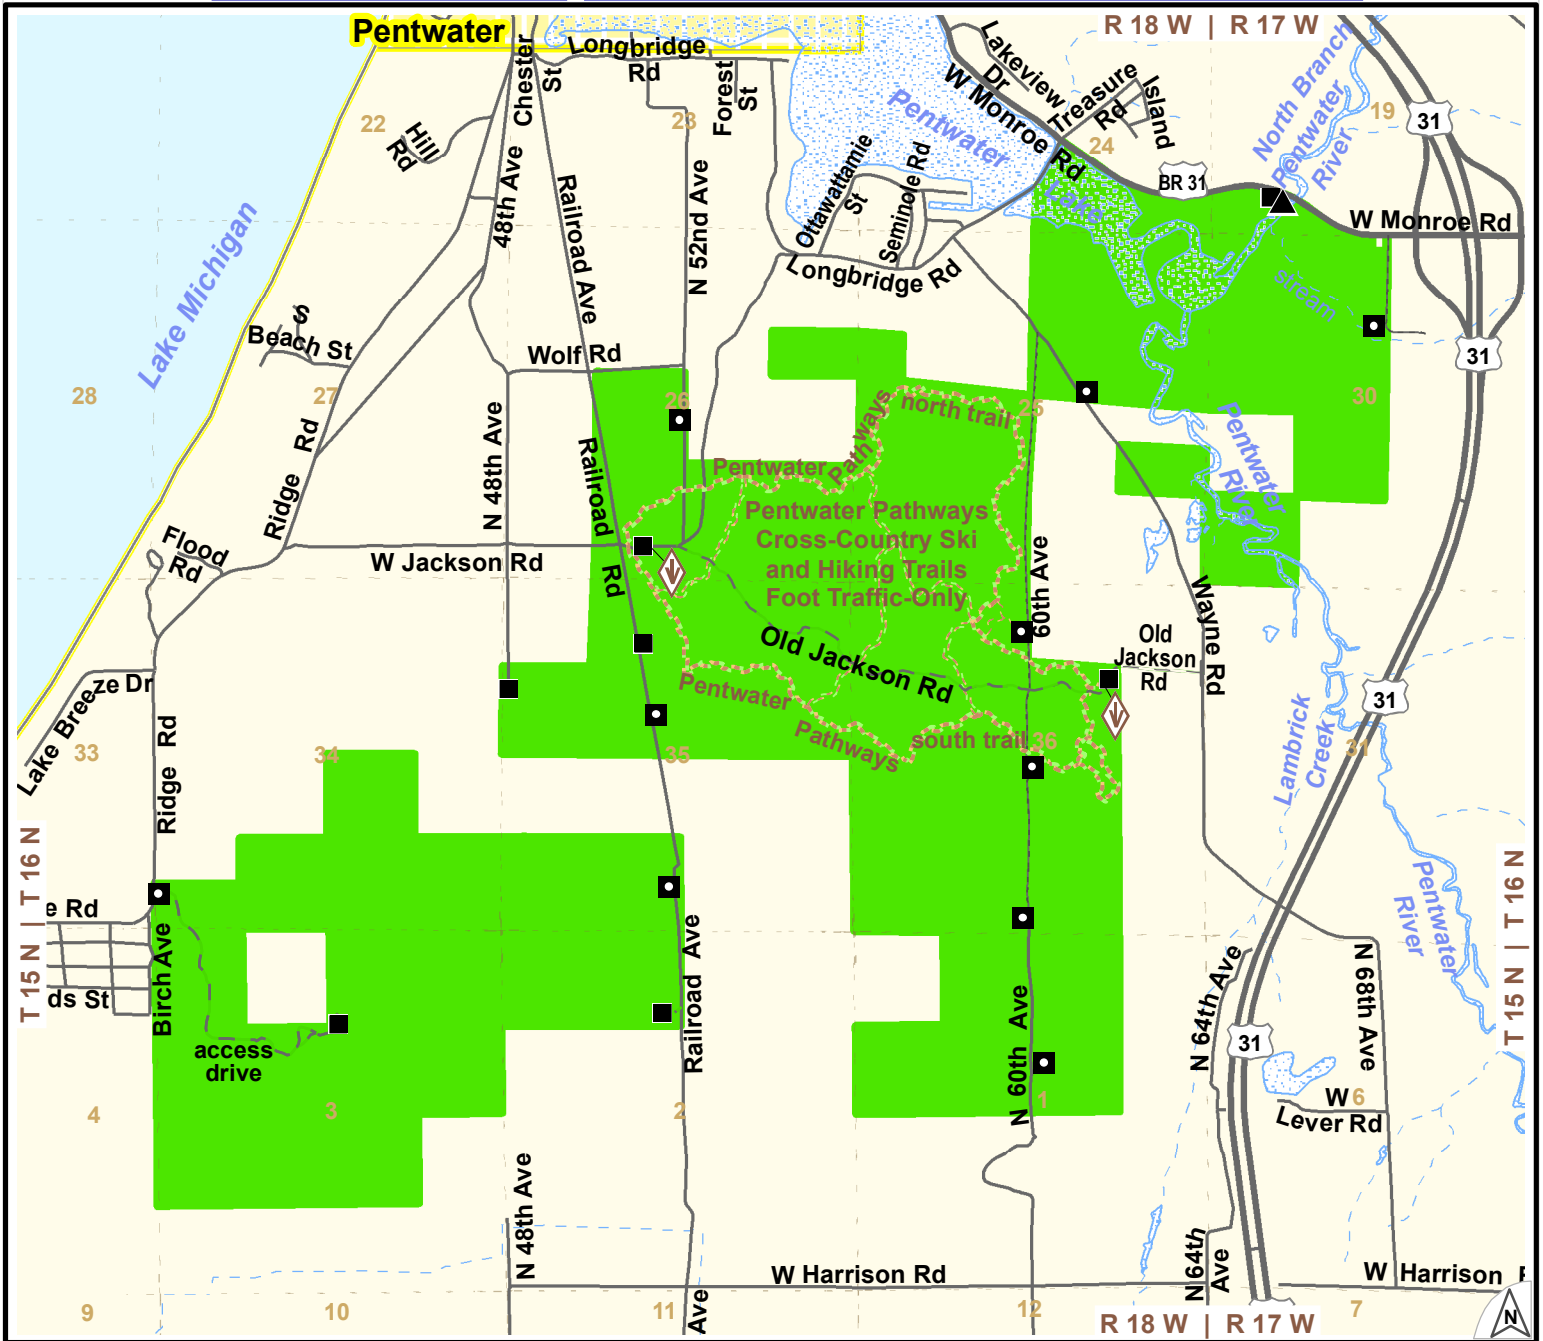 Pentwater
R 18 W | R 17 W
Longbridge
Rd
Chester
St
Forest
St
Lakeview
Dr
W Monroe Rd
Treasure
Island
Rd
North Branch
Pentwater
River
19
31
22
Hill
Rd
23
24
Pentwater
Lake
BR 31
W Monroe Rd
48th Ave
Railroad Ave
N 52nd Ave
Ottawattamie
St
Seminole Rd
Longbridge Rd
stream
Lake Michigan
S
Beach St
Wolf Rd
31
28
27
26
25
30
Ridge Rd
N 48th Ave
Railroad
Rd
Pentwater
Pathways
north trail
Pentwater
River
Pentwater Pathways
Cross-Country Ski
and Hiking Trails
Foot Traffic-Only
Flood
Rd
W Jackson Rd
60th Ave
Wayne Rd
Old Jackson Rd
Old
Jackson
Rd
Lake Breeze Dr
Ridge Rd
Pentwater
Pathways
south trail
31
Lambrick
Creek
33
34
35
36
31
T 15 N | T 16 N
e Rd
ds St
Birch Ave
access
drive
Railroad Ave
N 60th Ave
N 64th Ave
N 68th Ave
Pentwater
River
T 15 N | T 16 N
31
W
Lever Rd
4
3
2
1
6
N 48th Ave
Ave
W Harrison Rd
N 64th
Ave
W Harrison
9
10
11
12
7
R 18 W | R 17 W
N